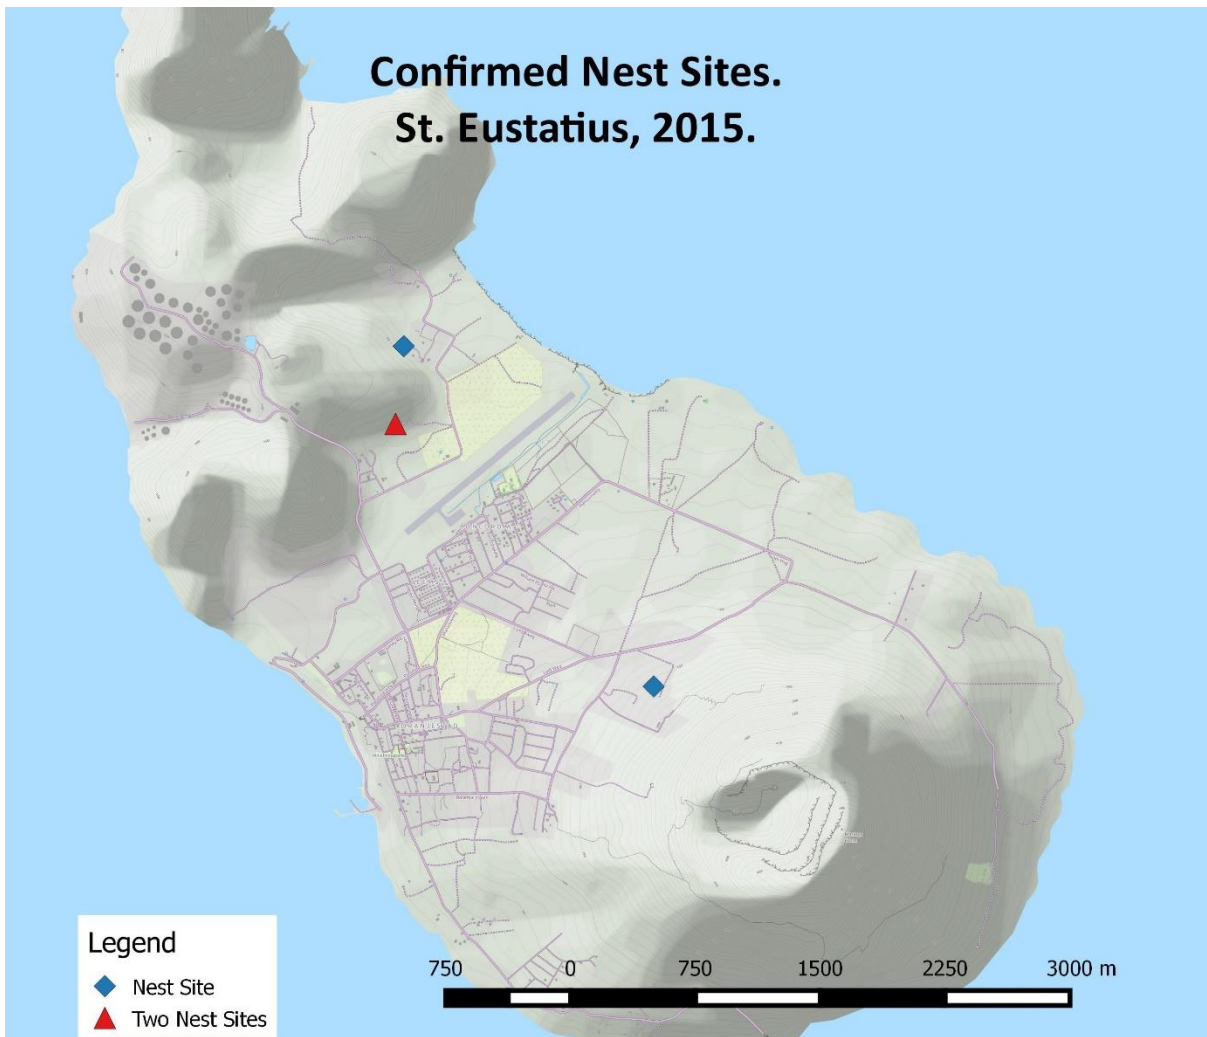 Confirmed Nest Sites.
St. Eustatius, 2015.
Legend
Nest Site
Two Nest Sites
750 0 750 1500 2250 3000 m